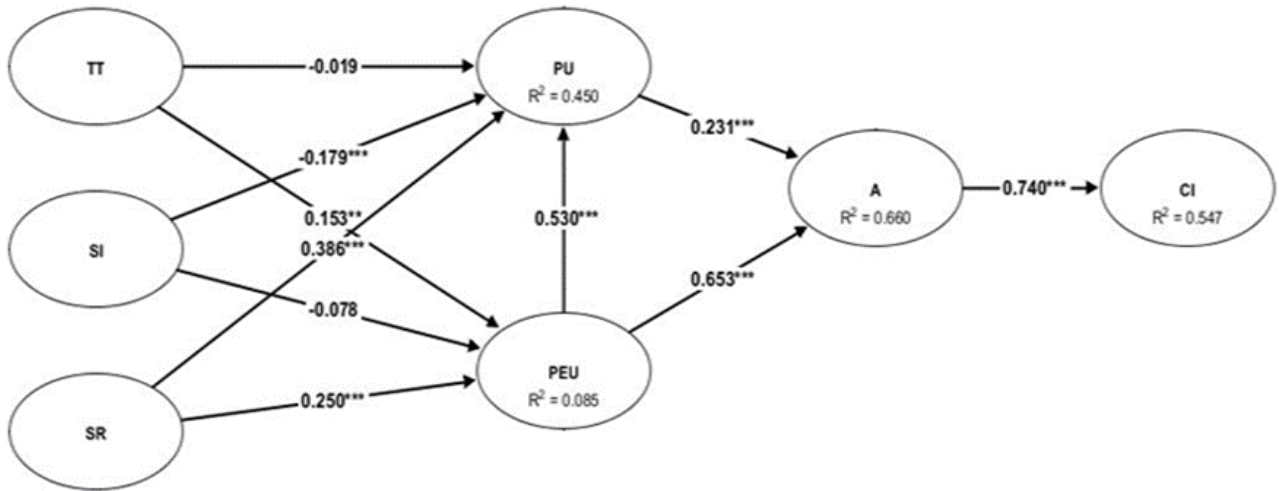 TT
-0.019
PU
R² = 0.450
0.231***
-0.179***
SI
0.153**
0.386***
0.530***
A
R² = 0.660
0.740***
CI
R² = 0.547
-0.078
0.653***
PEU
R² = 0.085
0.250***
SR